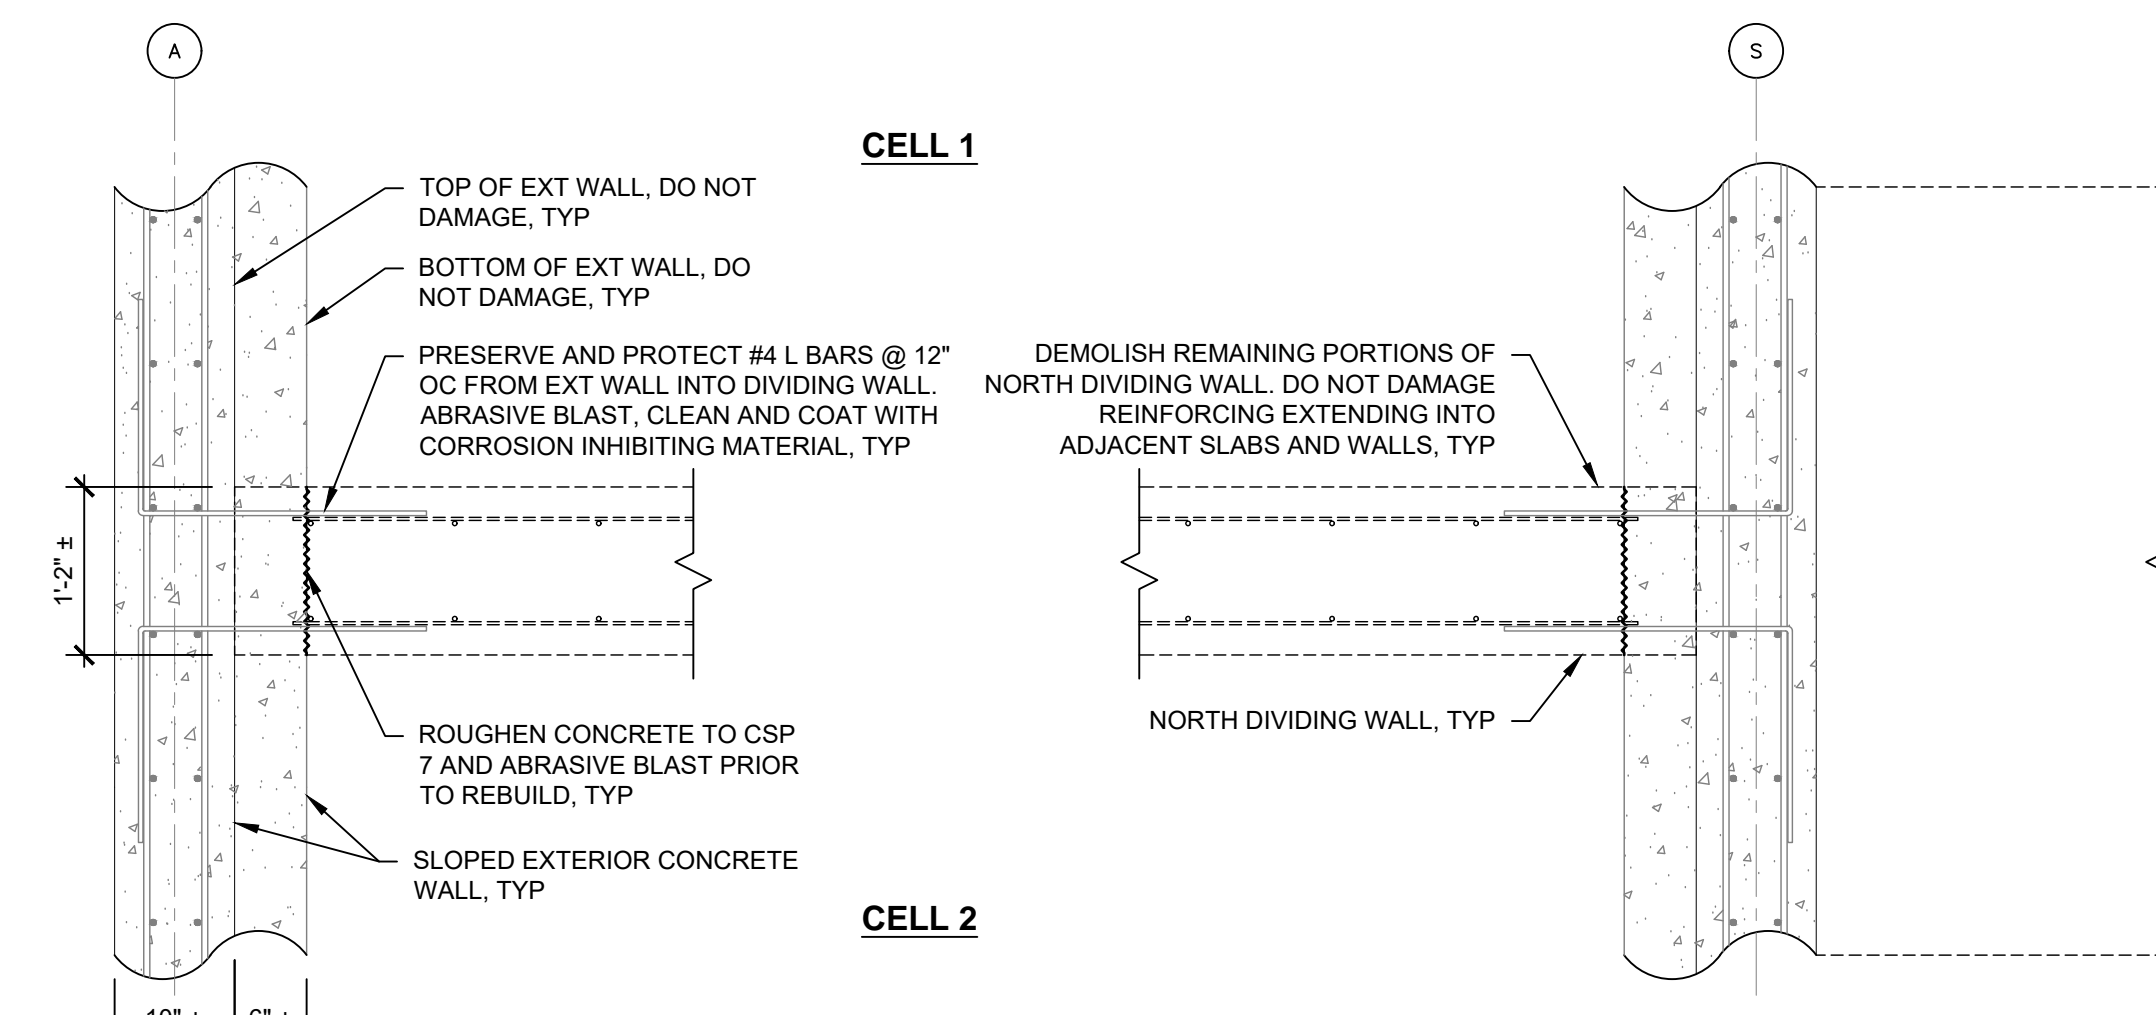 A
S
CELL 1
TOP OF EXT WALL, DO NOT
DAMAGE, TYP
BOTTOM OF EXT WALL, DO
NOT DAMAGE, TYP
PRESERVE AND PROTECT #4 L BARS @ 12"
OC FROM EXT WALL INTO DIVIDING WALL.
ABRASIVE BLAST, CLEAN AND COAT WITH
CORROSION INHIBITING MATERIAL, TYP
DEMOLISH REMAINING PORTIONS OF
NORTH DIVIDING WALL. DO NOT DAMAGE
REINFORCING EXTENDING INTO
ADJACENT SLABS AND WALLS, TYP
1'-2" ±
ROUGHEN CONCRETE TO CSP
7 AND ABRASIVE BLAST PRIOR
TO REBUILD, TYP
NORTH DIVIDING WALL, TYP
SLOPED EXTERIOR CONCRETE
WALL, TYP
CELL 2
10" ±
6" ±